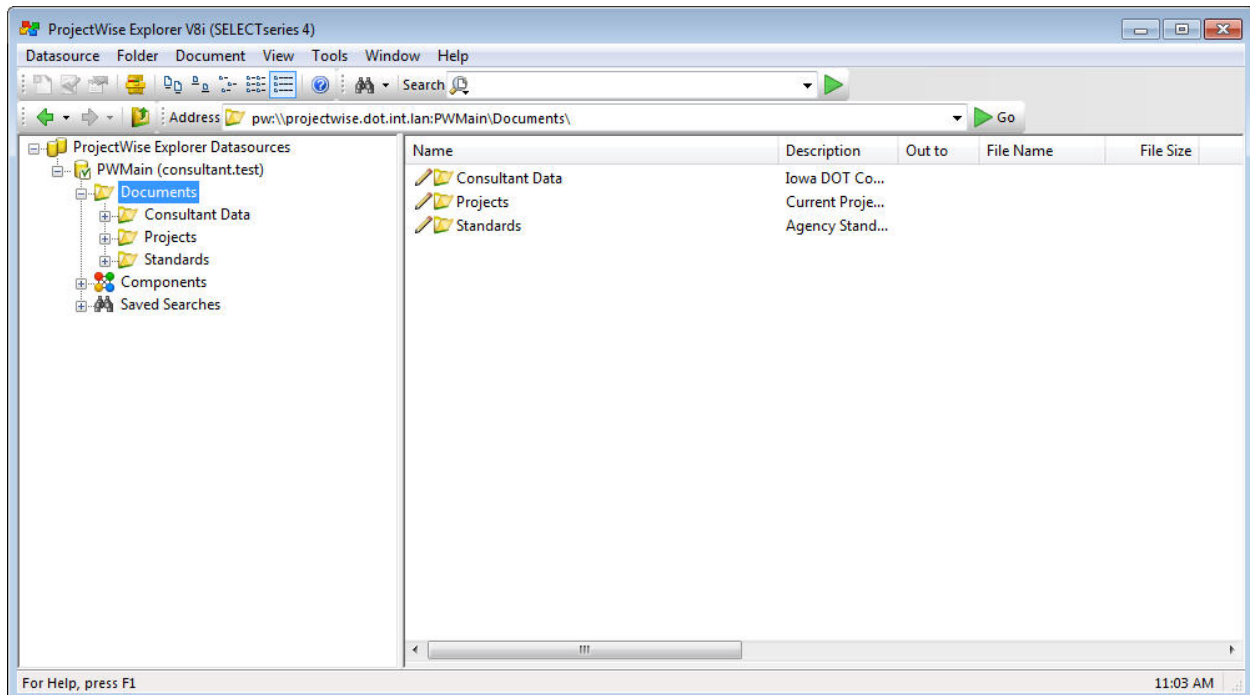 ProjectWise Explorer V8i (SELECTseries 4)
Datasource Folder Document View Tools Window Help
Search
Address pw:\\projectwise.dot.int.lan:PWMain\Documents\ Go
ProjectWise Explorer Datasources
PWMain (consultant.test)
Documents
Consultant Data
Projects
Standards
Components
Saved Searches
Name Description Out to File Name File Size
Consultant Data Iowa DOT Co...
Projects Current Proje...
Standards Agency Stand...
For Help, press F1 11:03 AM